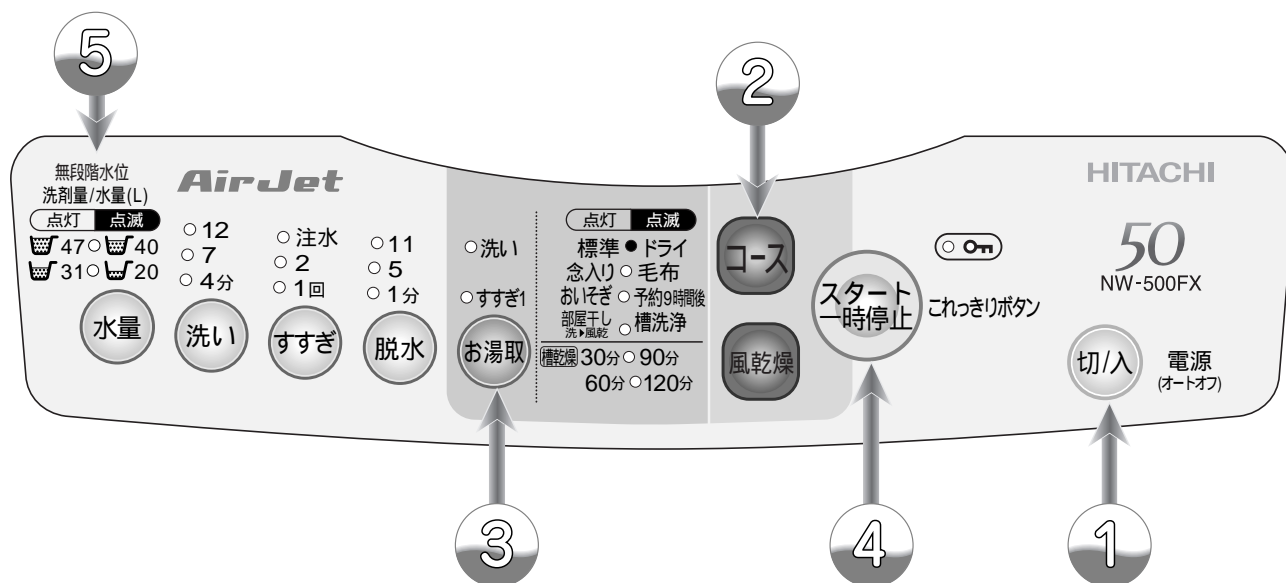 5
2
無段階水位
洗剤量/水量(L)
点灯 点滅
47 40
31 20
水量
AirJet
12
7
4分
洗い
注水
2
1回
すすぎ
11
5
1分
脱水
洗い
すすぎ1
お湯取
点灯 点滅
標準 ドライ
念入り 毛布
おいそぎ 予約9時間後
部屋干し 槽洗浄
洗▶風乾
槽乾燥 30分 90分
60分 120分
コース
風乾燥
スタート
一時停止
これっきりボタン
HITACHI
50
NW-500FX
切/入
電源
(オートオフ)
3
4
1